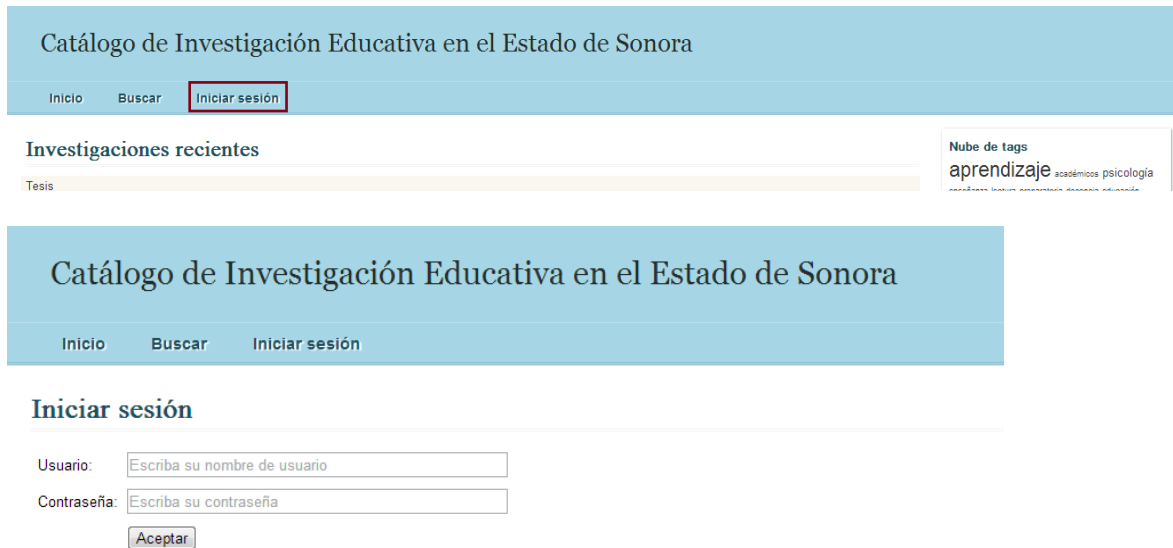 Catálogo de Investigación Educativa en el Estado de Sonora
Inicio Buscar Iniciar sesión
Investigaciones recientes
Tesis
Nube de tags
aprendizaje académicos psicología
Catálogo de Investigación Educativa en el Estado de Sonora
Inicio Buscar Iniciar sesión
Iniciar sesión
Usuario: Escriba su nombre de usuario
Contraseña: Escriba su contraseña
Aceptar